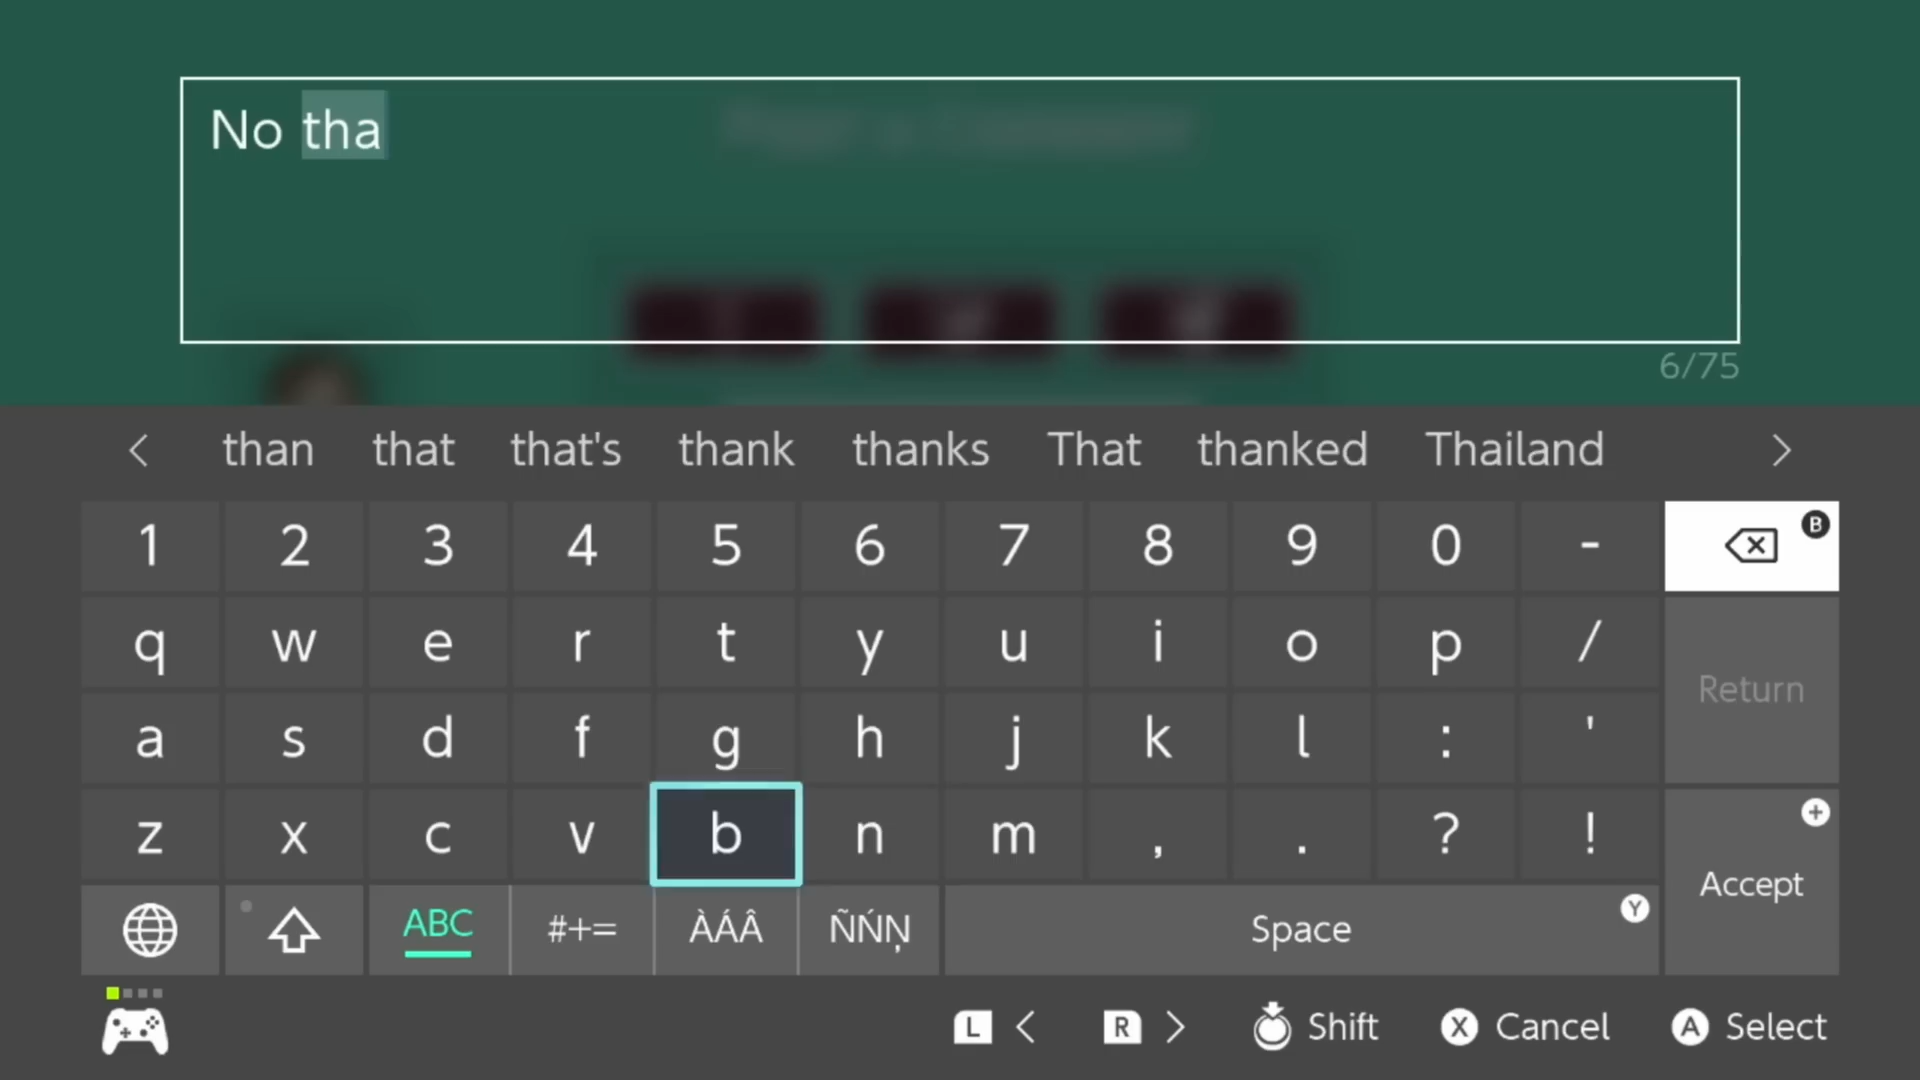 No tha
6/75
< than that that's thank thanks That thanked Thailand >
1 2 3 4 5 6 7 8 9 0 - B
q w e r t y u i o p /
Return
a s d f g h j k l : '
z x c v b n m , . ? ! +
Accept
ABC #+= ÀÁÂ ÑŃŅ Space Y
L < R > Shift X Cancel A Select